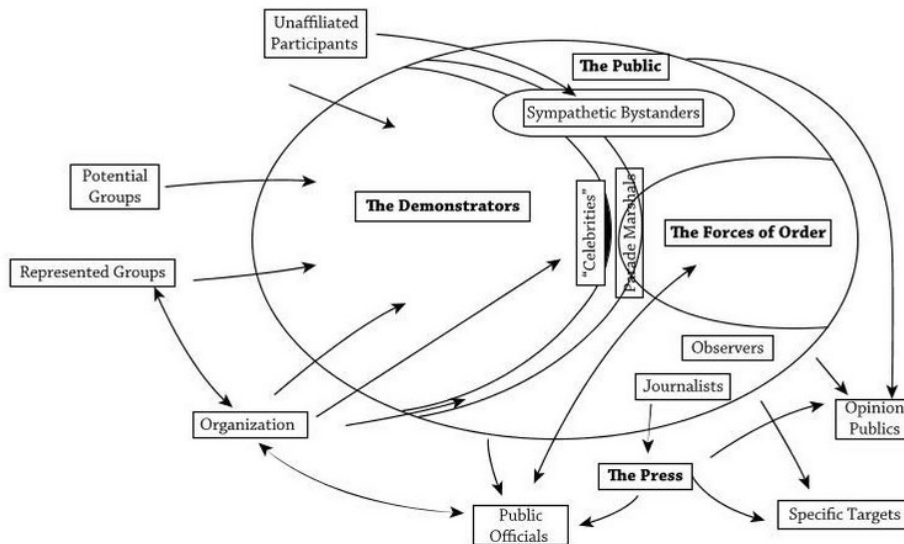 Unaffiliated
Participants
The Public
Sympathetic Bystanders
Potential
Groups
The Demonstrators
"Celebrities"
Parade Marshals
The Forces of Order
Represented Groups
Observers
Journalists
Organization
Opinion
Publics
The Press
Public
Officials
Specific Targets